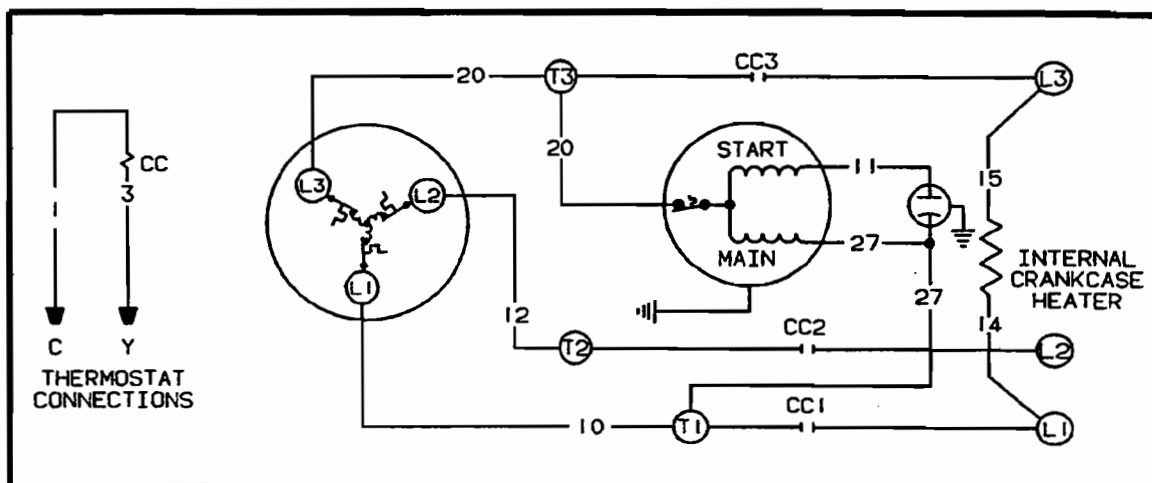 20
T3
CC3
L3
CC
3
1
20
START
11
15
L3
L2
MAIN
27
INTERNAL
CRANKCASE
HEATER
27
L1
12
14
C
Y
T2
CC2
L2
THERMOSTAT
CONNECTIONS
10
T1
CC1
L1